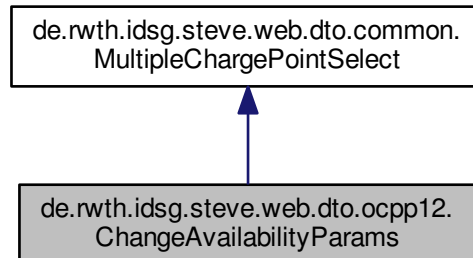 de.rwth.idsg.steve.web.dto.common.
MultipleChargePointSelect
de.rwth.idsg.steve.web.dto.ocpp12.
ChangeAvailabilityParams